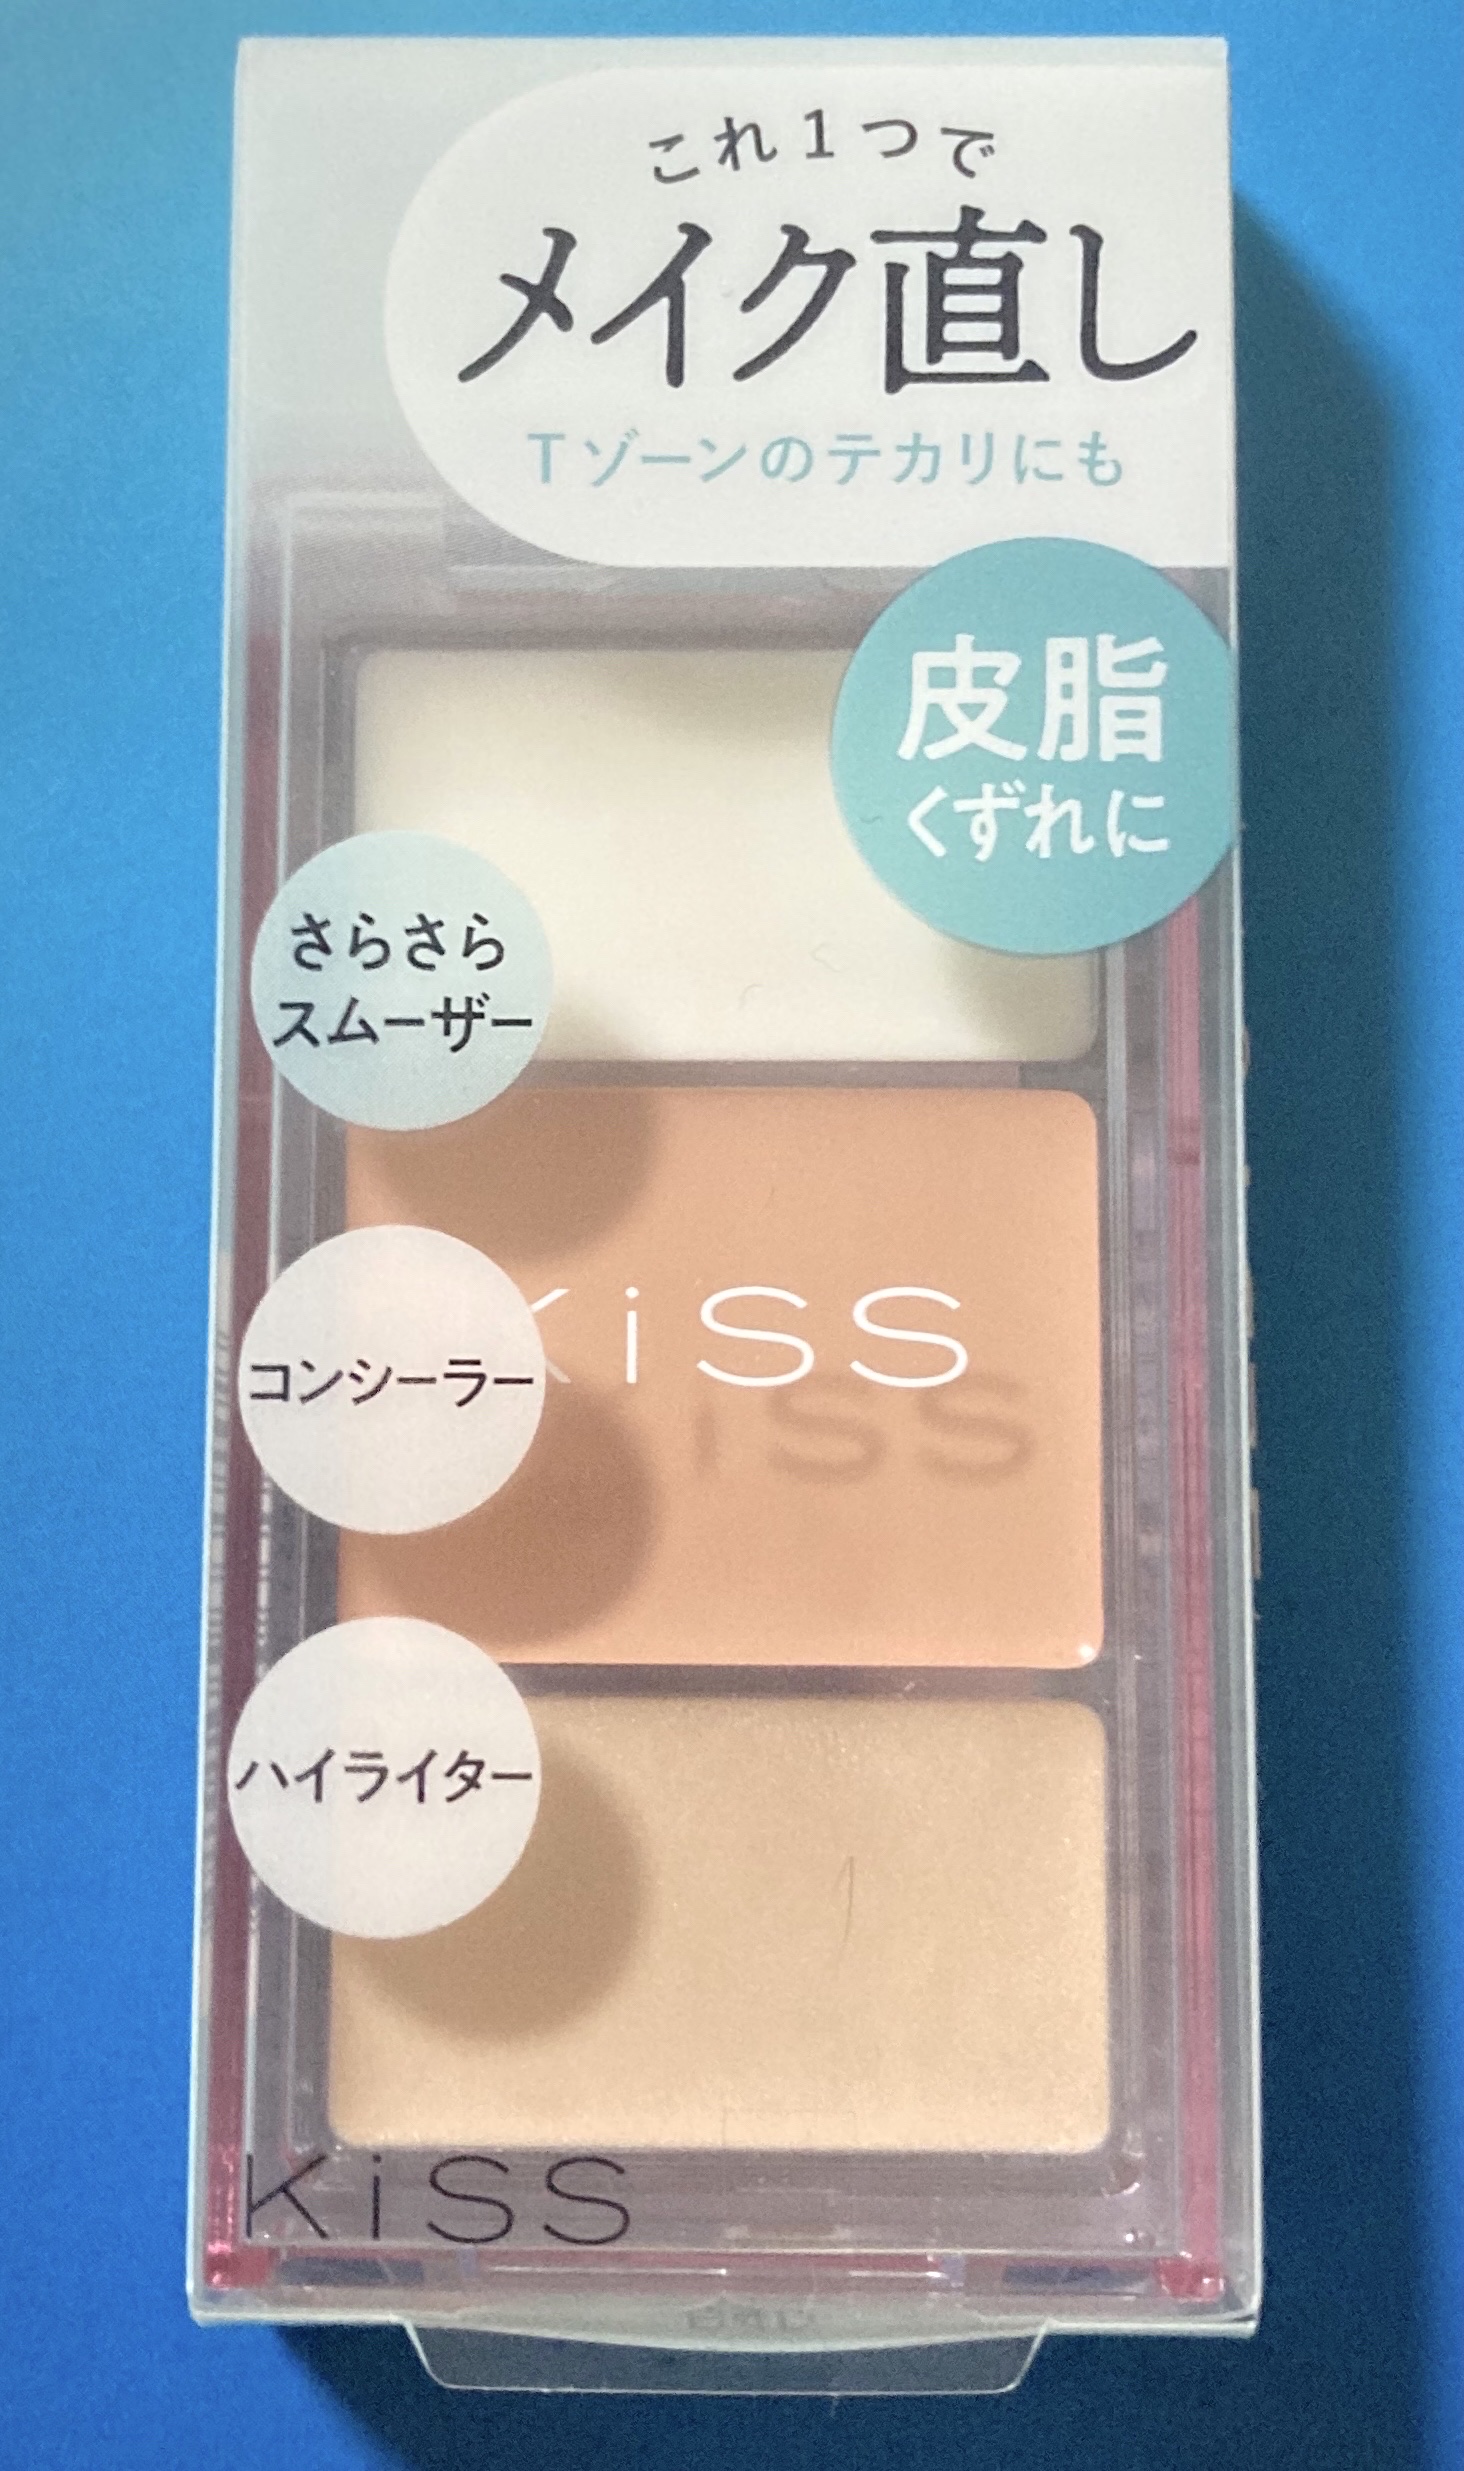 これ1つで
メイク直し
Tゾーンのテカリにも
皮脂
くずれに
さらさら
スムーザー
コンシーラー
KiSS
ハイライター
KiSS